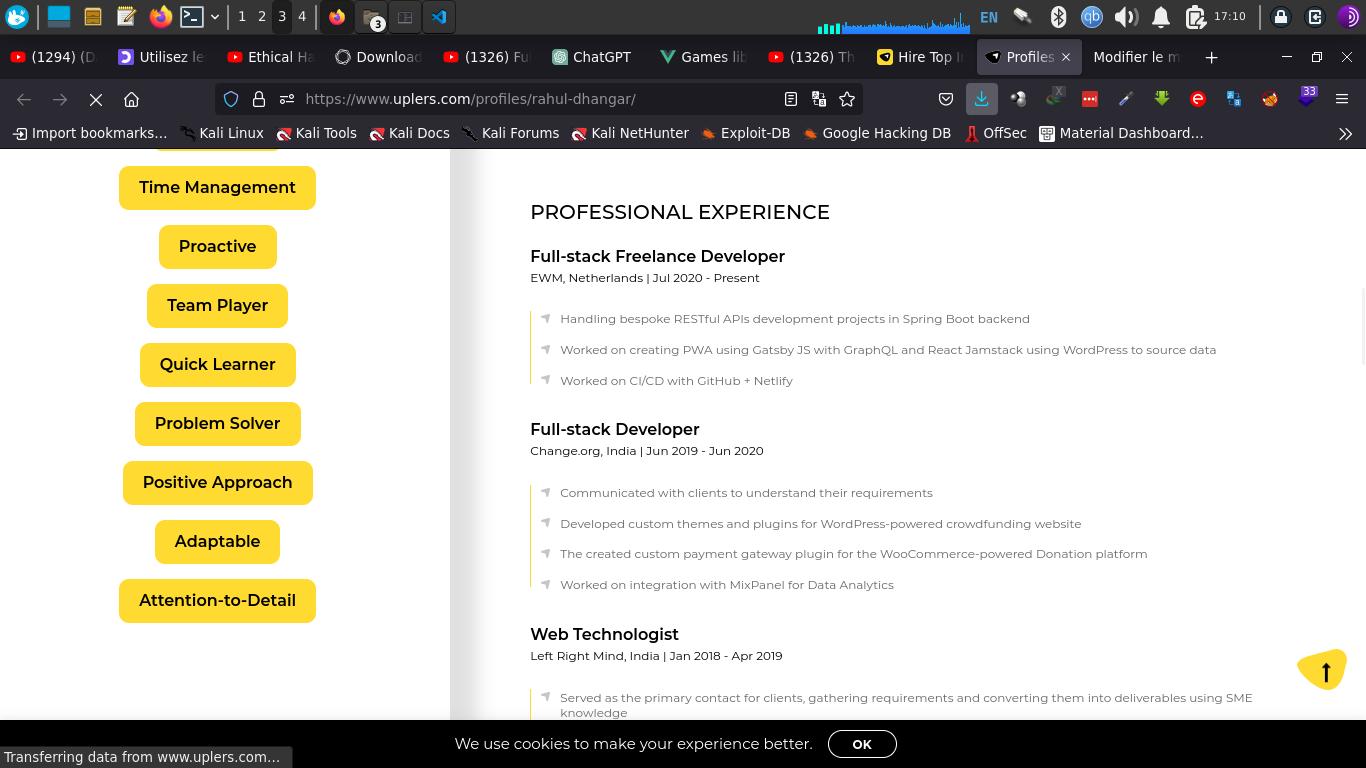 1 2 3 4
3
EN
17:10
(1294) (D
Utilisez le
Ethical Ha
Download
(1326) Fu
ChatGPT
Games lib
(1326) Th
Hire Top I
Profiles
Modifier le m
https://www.uplers.com/profiles/rahul-dhangar/
33
Import bookmarks...
Kali Linux
Kali Tools
Kali Docs
Kali Forums
Kali NetHunter
Exploit-DB
Google Hacking DB
OffSec
Material Dashboard...
Time Management
Proactive
Team Player
Quick Learner
Problem Solver
Positive Approach
Adaptable
Attention-to-Detail
PROFESSIONAL EXPERIENCE
Full-stack Freelance Developer
EWM, Netherlands | Jul 2020 - Present
Handling bespoke RESTful APIs development projects in Spring Boot backend
Worked on creating PWA using Gatsby JS with GraphQL and React Jamstack using WordPress to source data
Worked on CI/CD with GitHub + Netlify
Full-stack Developer
Change.org, India | Jun 2019 - Jun 2020
Communicated with clients to understand their requirements
Developed custom themes and plugins for WordPress-powered crowdfunding website
The created custom payment gateway plugin for the WooCommerce-powered Donation platform
Worked on integration with MixPanel for Data Analytics
Web Technologist
Left Right Mind, India | Jan 2018 - Apr 2019
Served as the primary contact for clients, gathering requirements and converting them into deliverables using SME
knowledge
We use cookies to make your experience better.
OK
Transferring data from www.uplers.com...